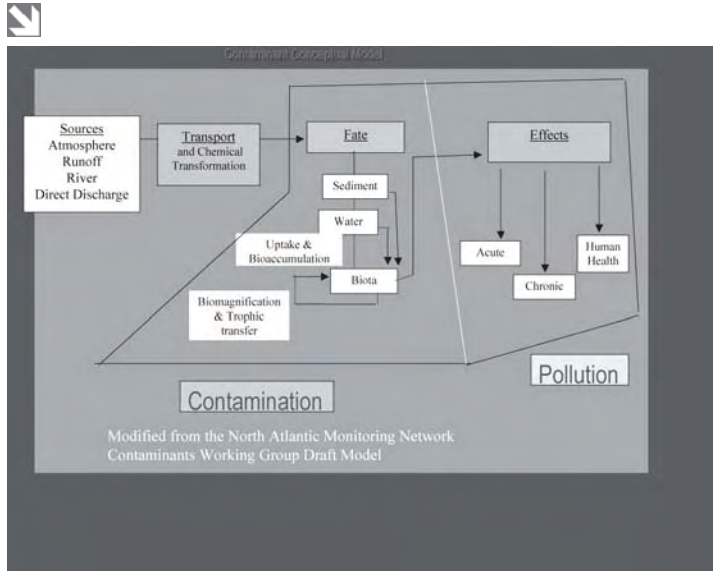 Contaminant Conceptual Model
Sources
Atmosphere
Runoff
River
Direct Discharge
Transport
and Chemical
Transformation
Fate
Effects
Sediment
Water
Uptake &
Bioaccumulation
Biota
Biomagnification
& Trophic
transfer
Acute
Chronic
Human
Health
Pollution
Contamination
Modified from the North Atlantic Monitoring Network
Contaminants Working Group Draft Model